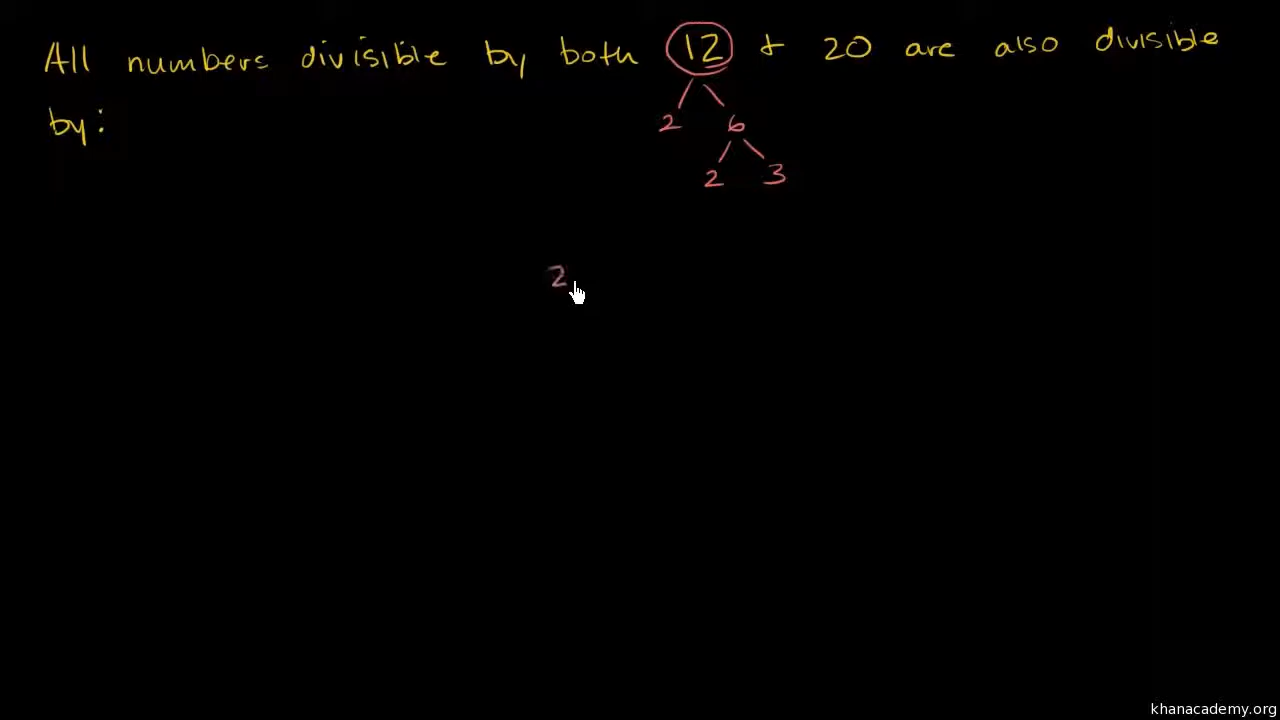 All numbers divisible by both 12 + 20 are also divisible
by:
2 6
2 3
2
khanacademy.org